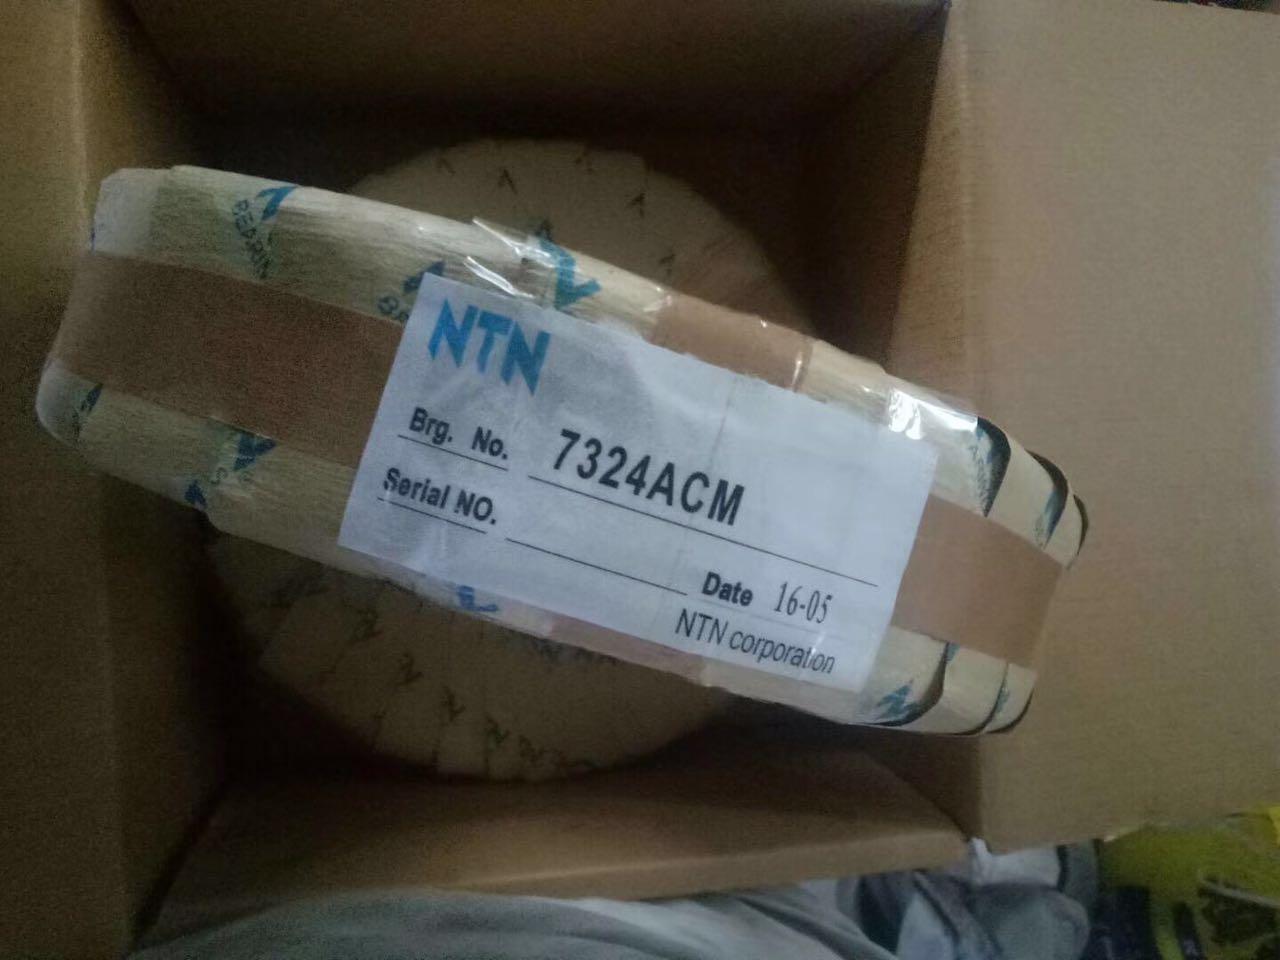 NTN
Brg. No. 7324ACM
Serial NO.
Date 16-05
NTN corporation